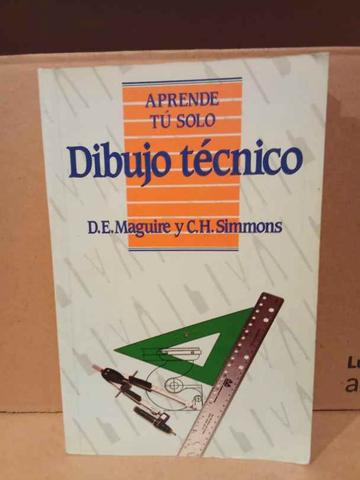 APRENDE
TÚ SOLO
Dibujo técnico
D.E. Maguire y C.H. Simmons